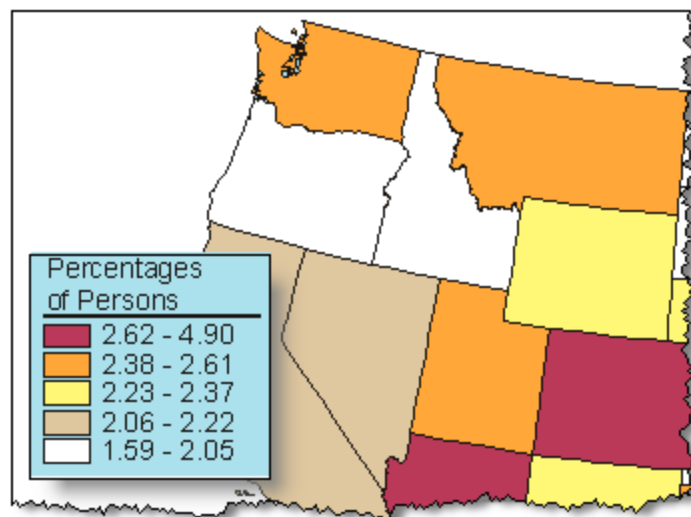 Percentages
of Persons
2.62 - 4.90
2.38 - 2.61
2.23 - 2.37
2.06 - 2.22
1.59 - 2.05